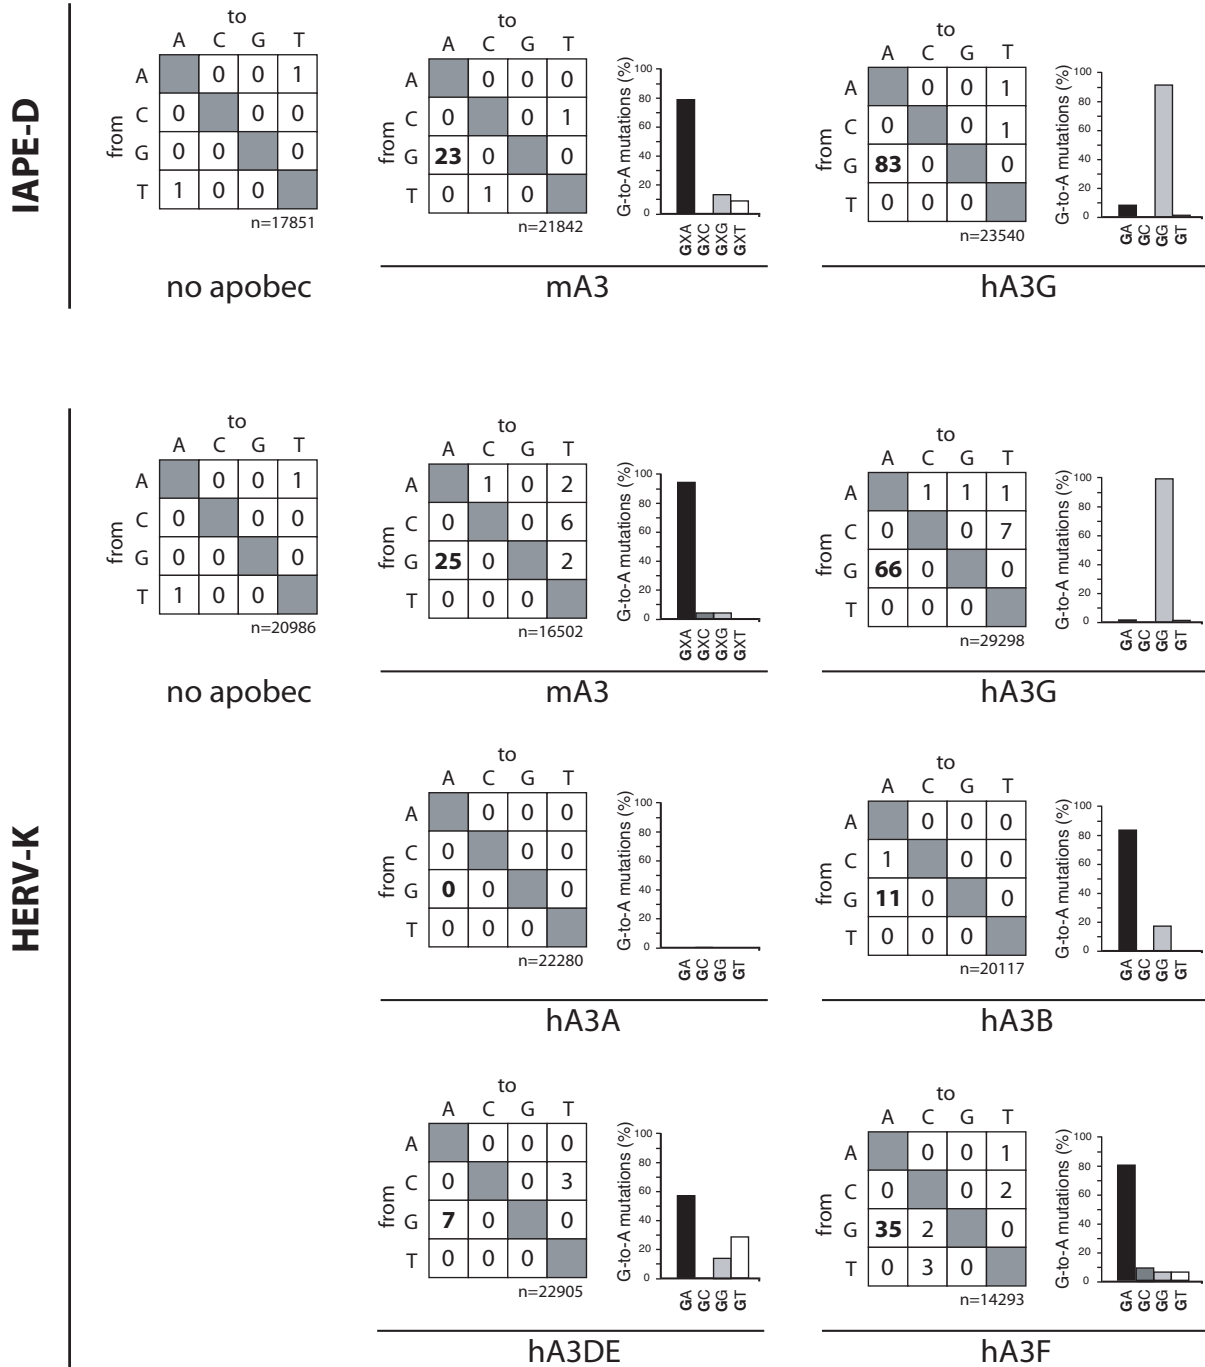 IAPE-D
to
A C G T
from
A 0 0 1
C 0 0 0
G 0 0 0
T 1 0 0
n=17851
no apobec
to
A C G T
from
A 0 0 0
C 0 0 1
G 23 0 0
T 0 1 0
n=21842
G-to-A mutations (%)
100
80
60
40
20
0
GXA GXC GXG GXT
mA3
to
A C G T
from
A 0 0 1
C 0 0 1
G 83 0 0
T 0 0 0
n=23540
G-to-A mutations (%)
100
80
60
40
20
0
GA GC GG GT
hA3G
HERV-K
to
A C G T
from
A 0 0 1
C 0 0 0
G 0 0 0
T 1 0 0
n=20986
no apobec
to
A C G T
from
A 1 0 2
C 0 0 6
G 25 0 2
T 0 0 0
n=16502
G-to-A mutations (%)
100
80
60
40
20
0
GXA GXC GXG GXT
mA3
to
A C G T
from
A 1 1 1
C 0 0 7
G 66 0 0
T 0 0 0
n=29298
G-to-A mutations (%)
100
80
60
40
20
0
GA GC GG GT
hA3G
to
A C G T
from
A 0 0 0
C 0 0 0
G 0 0 0
T 0 0 0
n=22280
G-to-A mutations (%)
100
80
60
40
20
0
GA GC GG GT
hA3A
to
A C G T
from
A 0 0 0
C 1 0 0
G 11 0 0
T 0 0 0
n=20117
G-to-A mutations (%)
100
80
60
40
20
0
GA GC GG GT
hA3B
to
A C G T
from
A 0 0 0
C 0 0 3
G 7 0 0
T 0 0 0
n=22905
G-to-A mutations (%)
100
80
60
40
20
0
GA GC GG GT
hA3DE
to
A C G T
from
A 0 0 1
C 0 0 2
G 35 2 0
T 0 3 0
n=14293
G-to-A mutations (%)
100
80
60
40
20
0
GA GC GG GT
hA3F